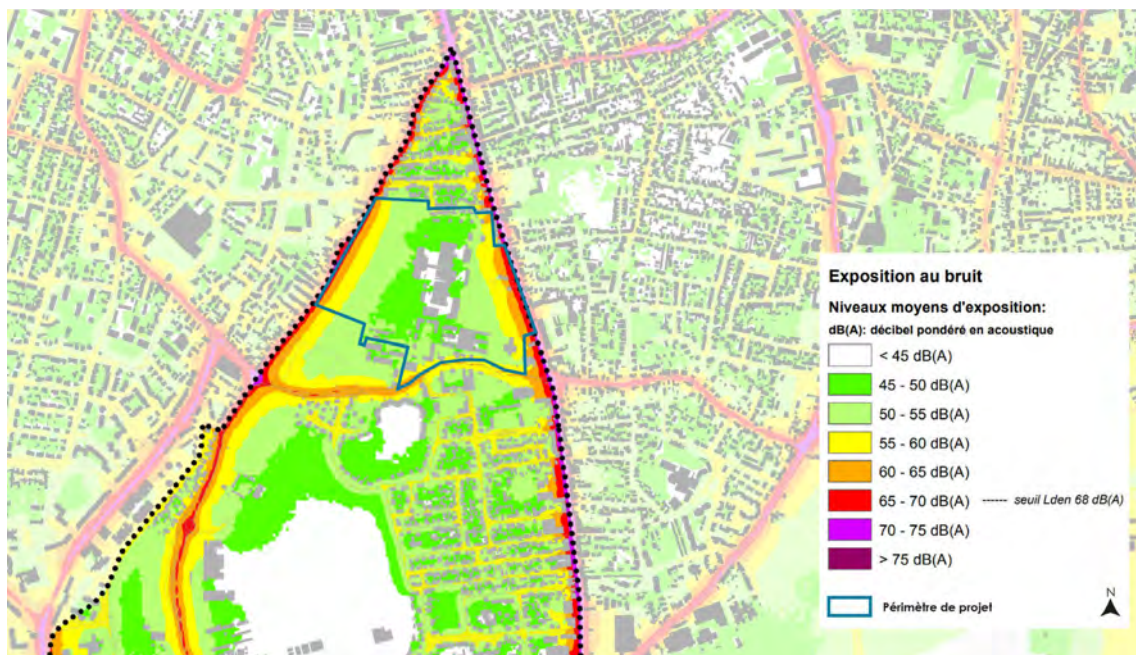 Exposition au bruit
Niveaux moyens d'exposition:
dB(A): décibel pondéré en acoustique
< 45 dB(A)
45 - 50 dB(A)
50 - 55 dB(A)
55 - 60 dB(A)
60 - 65 dB(A)
65 - 70 dB(A) ------ seuil Lden 68 dB(A)
70 - 75 dB(A)
> 75 dB(A)
Périmètre de projet
N